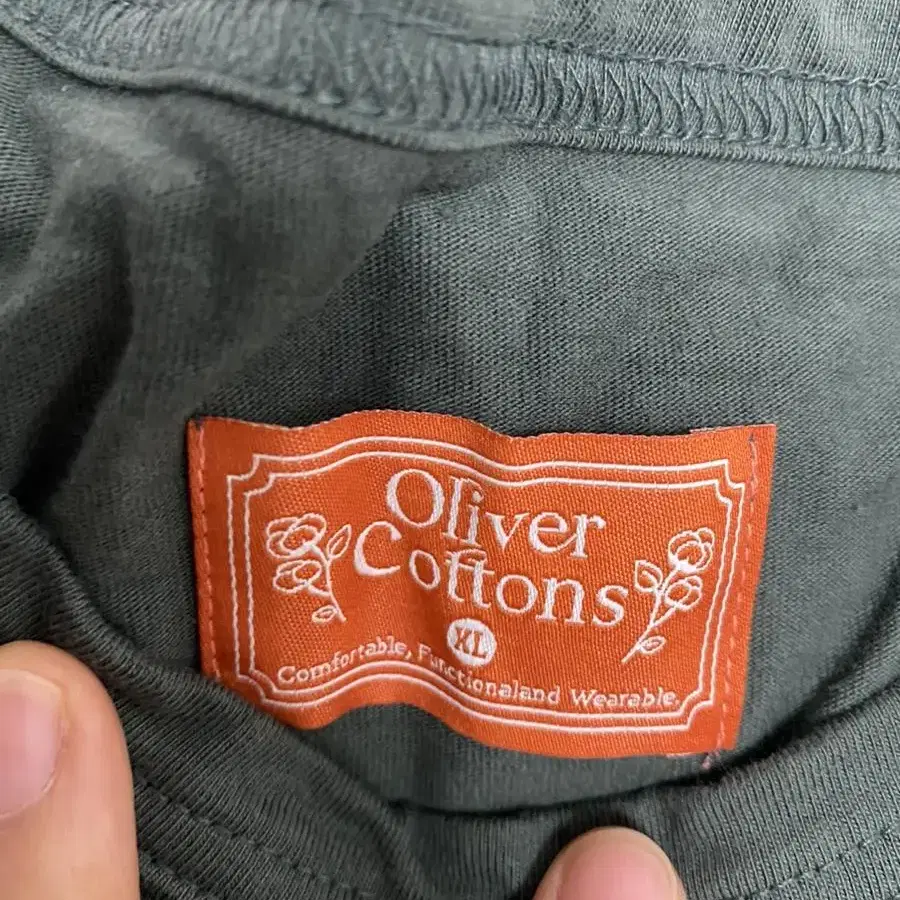 Oliver
Cottons
XL
Comfortable, Functionaland Wearable.